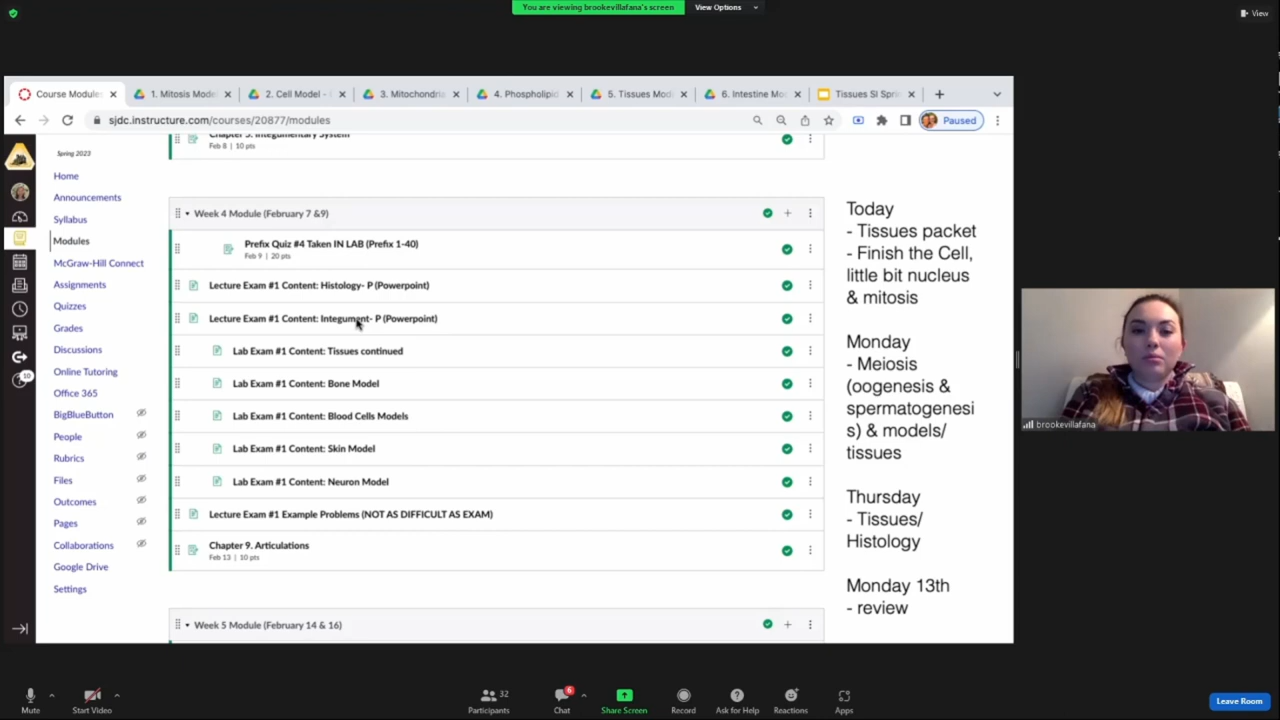 You are viewing brookevillafana's screen
View Options
View
Course Modules
1. Mitosis Mode
2. Cell Model -
3. Mitochondria
4. Phospholipid
5. Tissues Mod
6. Intestine Mo
Tissues SI Sprin
sjdc.instructure.com/courses/20877/modules
Paused
Spring 2023
Home
Announcements
Syllabus
Modules
McGraw-Hill Connect
Assignments
Quizzes
Grades
Discussions
Online Tutoring
Office 365
BigBlueButton
People
Rubrics
Files
Outcomes
Pages
Collaborations
Google Drive
Settings
10
Chapter 5. Integumentary System
Feb 8 | 10 pts
Week 4 Module (February 7 &9)
Prefix Quiz #4 Taken IN LAB (Prefix 1-40)
Feb 9 | 20 pts
Lecture Exam #1 Content: Histology- P (Powerpoint)
Lecture Exam #1 Content: Integument- P (Powerpoint)
Lab Exam #1 Content: Tissues continued
Lab Exam #1 Content: Bone Model
Lab Exam #1 Content: Blood Cells Models
Lab Exam #1 Content: Skin Model
Lab Exam #1 Content: Neuron Model
Lecture Exam #1 Example Problems (NOT AS DIFFICULT AS EXAM)
Chapter 9. Articulations
Feb 13 | 10 pts
Week 5 Module (February 14 & 16)
Today
- Tissues packet
- Finish the Cell,
little bit nucleus
& mitosis
Monday
- Meiosis
(oogenesis &
spermatogenesi
s) & models/
tissues
Thursday
- Tissues/
Histology
Monday 13th
- review
brookevillafana
Mute
Start Video
Participants
32
Chat
6
Share Screen
Record
Ask for Help
Reactions
Apps
Leave Room